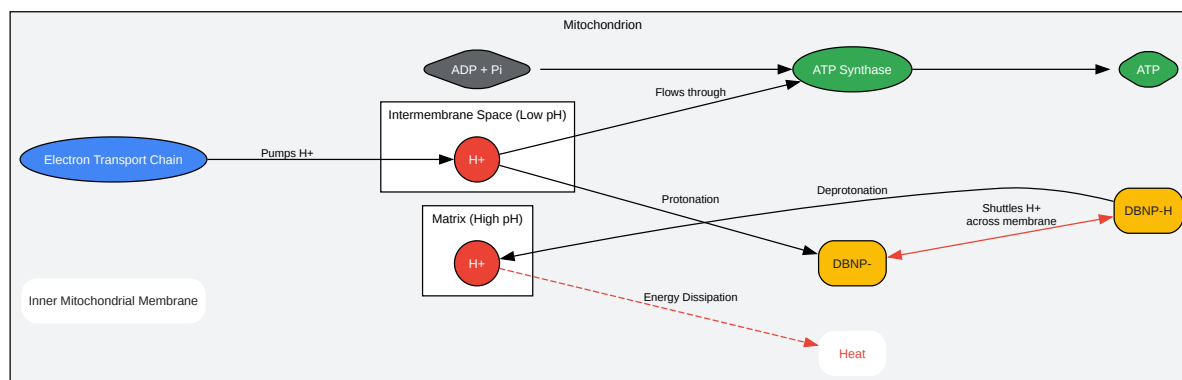 Mitochondrion
ADP + Pi
ATP Synthase
ATP
Flows through
Intermembrane Space (Low pH)
H+
Electron Transport Chain
Pumps H+
Protonation
Deprotonation
Shuttles H+
across membrane
DBNP-H
Matrix (High pH)
H+
DBNP-
Inner Mitochondrial Membrane
Energy Dissipation
Heat